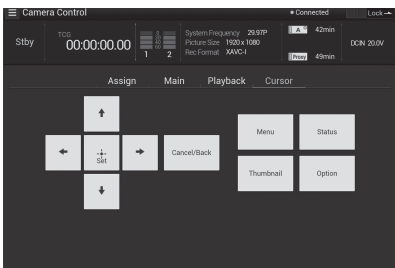 Camera Control
Connected
Lock
Stby
TCG
00:00:00.00
1 2
System Frequency 29.97P
Picture Size 1920 x 1080
Rec Format XAVC-I
A 42min
Proxy 49min
DCIN 20.0V
Assign Main Playback Cursor
Set
Cancel/Back
Menu
Status
Thumbnail
Option